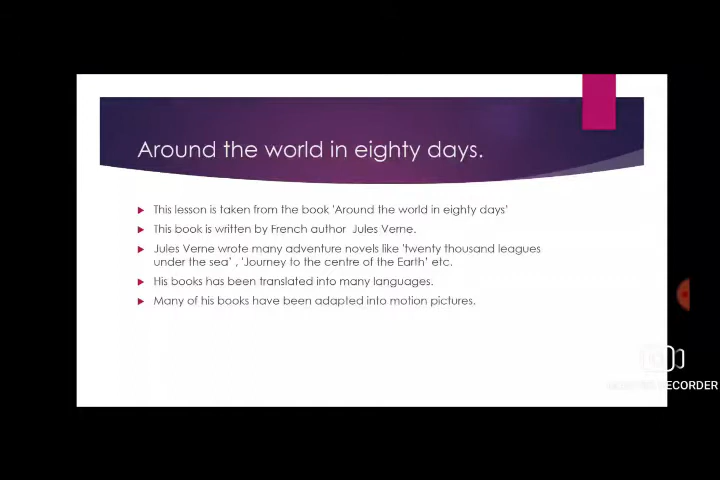 Around the world in eighty days.
This lesson is taken from the book 'Around the world in eighty days'
This book is written by French author Jules Verne.
Jules Verne wrote many adventure novels like 'twenty thousand leagues
under the sea' , 'Journey to the centre of the Earth' etc.
His books has been translated into many languages.
Many of his books have been adapted into motion pictures.
RECORDER